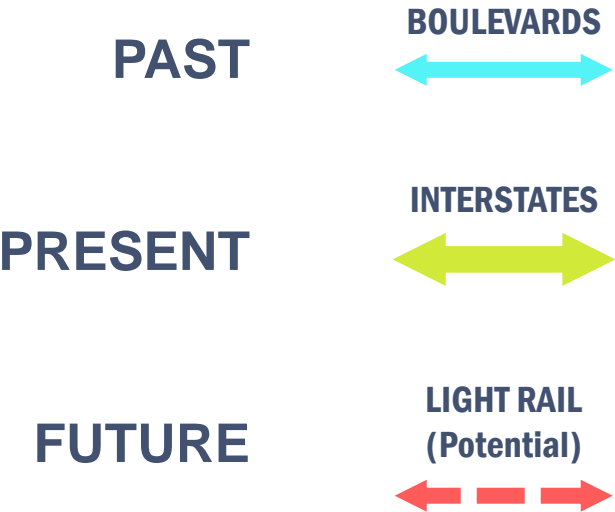 BOULEVARDS
PAST
INTERSTATES
PRESENT
LIGHT RAIL
(Potential)
FUTURE